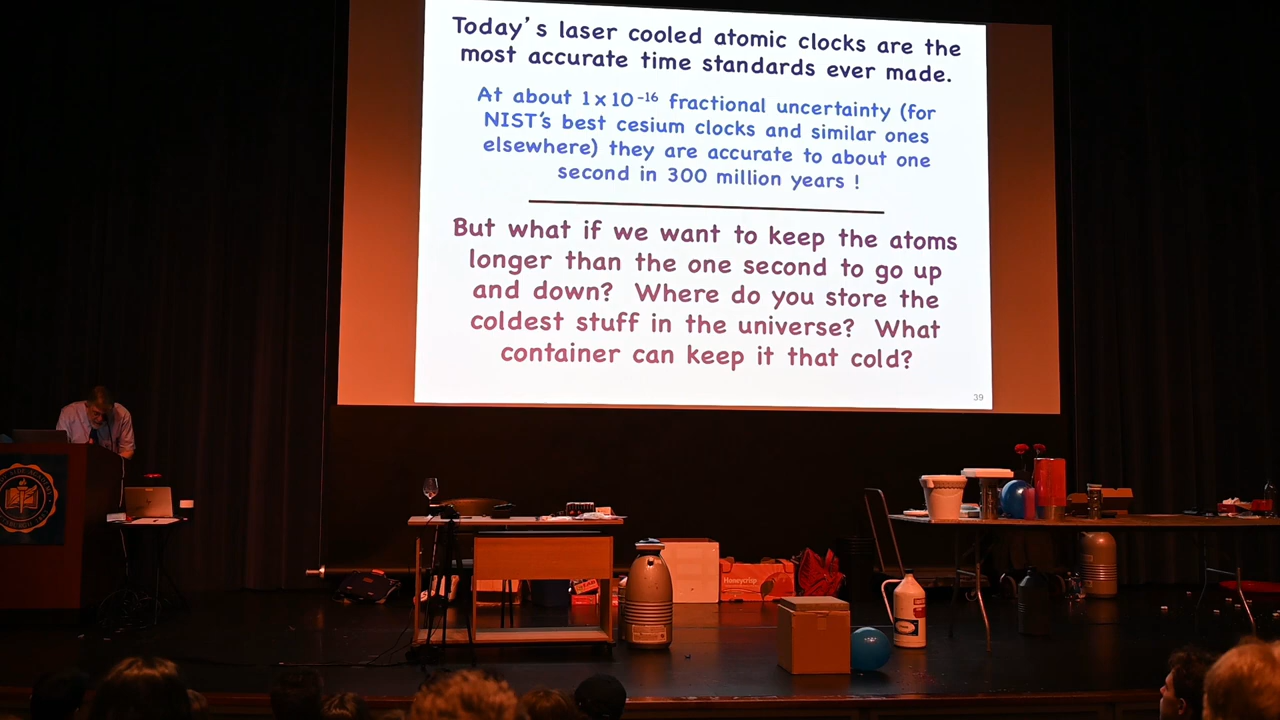 Today's laser cooled atomic clocks are the
most accurate time standards ever made.
At about 1x10⁻¹⁶ fractional uncertainty (for
NIST's best cesium clocks and similar ones
elsewhere) they are accurate to about one
second in 300 million years !
But what if we want to keep the atoms
longer than the one second to go up
and down? Where do you store the
coldest stuff in the universe? What
container can keep it that cold?
39
Honeycrisp